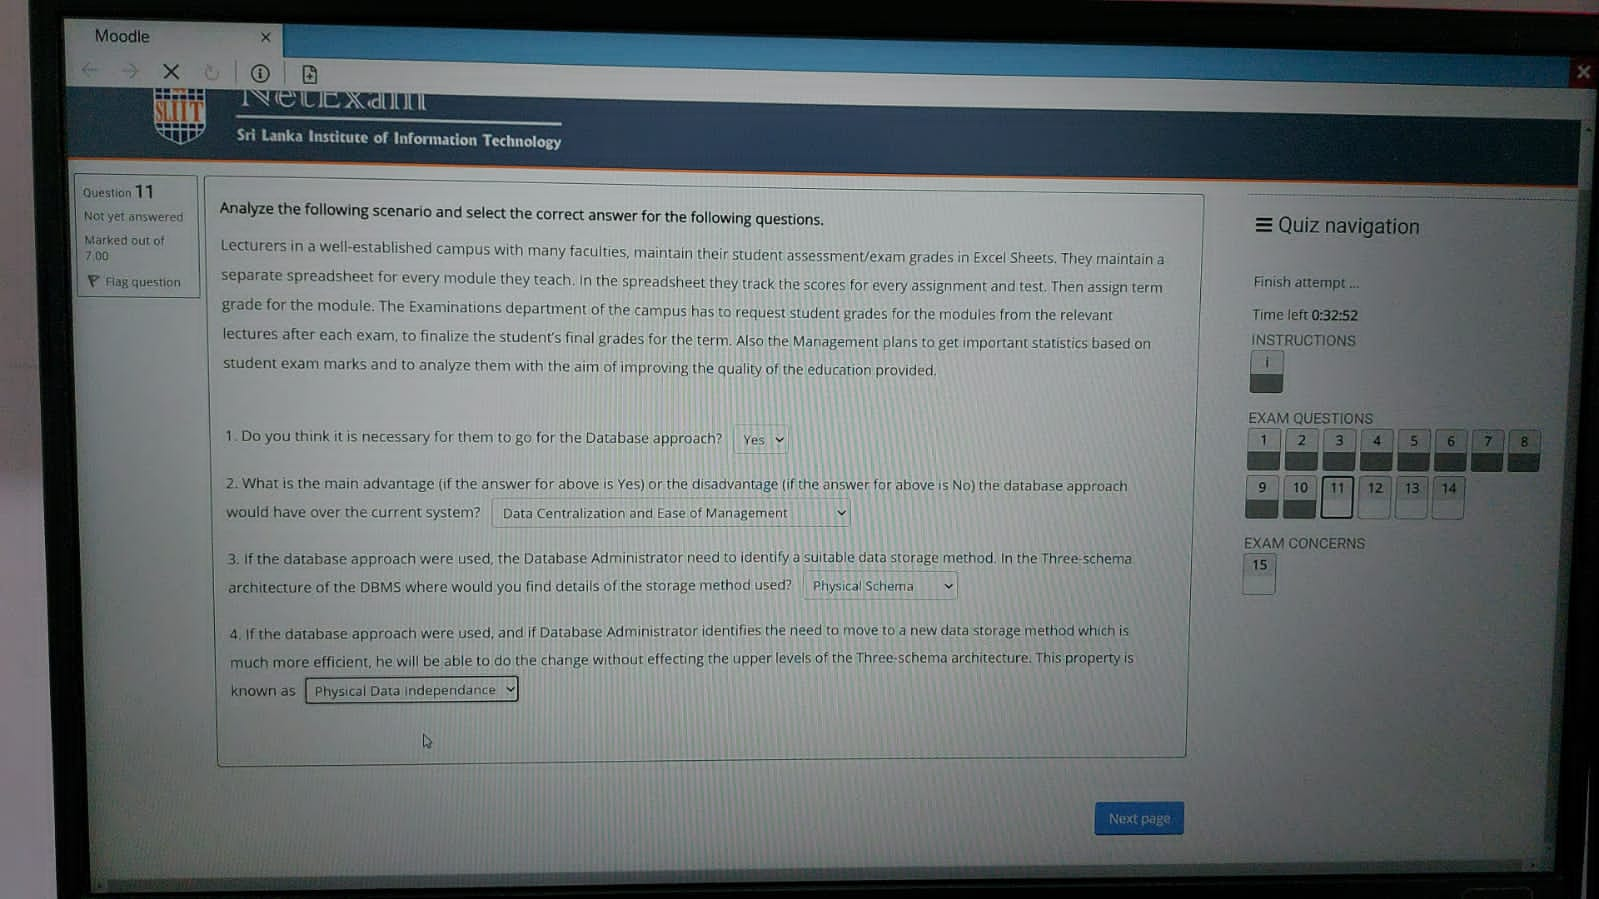 Moodle
NetExam
SLIIT
Sri Lanka Institute of Information Technology
Question 11
Not yet answered
Marked out of
7.00
Flag question
Analyze the following scenario and select the correct answer for the following questions.
Lecturers in a well-established campus with many faculties, maintain their student assessment/exam grades in Excel Sheets. They maintain a
separate spreadsheet for every module they teach. In the spreadsheet they track the scores for every assignment and test. Then assign term
grade for the module. The Examinations department of the campus has to request student grades for the modules from the relevant
lectures after each exam, to finalize the student's final grades for the term. Also the Management plans to get important statistics based on
student exam marks and to analyze them with the aim of improving the quality of the education provided.
1. Do you think it is necessary for them to go for the Database approach? Yes
2. What is the main advantage (if the answer for above is Yes) or the disadvantage (if the answer for above is No) the database approach
would have over the current system? Data Centralization and Ease of Management
3. If the database approach were used, the Database Administrator need to identify a suitable data storage method. In the Three-schema
architecture of the DBMS where would you find details of the storage method used? Physical Schema
4. If the database approach were used, and if Database Administrator identifies the need to move to a new data storage method which is
much more efficient, he will be able to do the change without effecting the upper levels of the Three-schema architecture. This property is
known as Physical Data Independance
Next page
Quiz navigation
Finish attempt ...
Time left 0:32:52
INSTRUCTIONS
i
EXAM QUESTIONS
1 2 3 4 5 6 7 8
9 10 11 12 13 14
EXAM CONCERNS
15